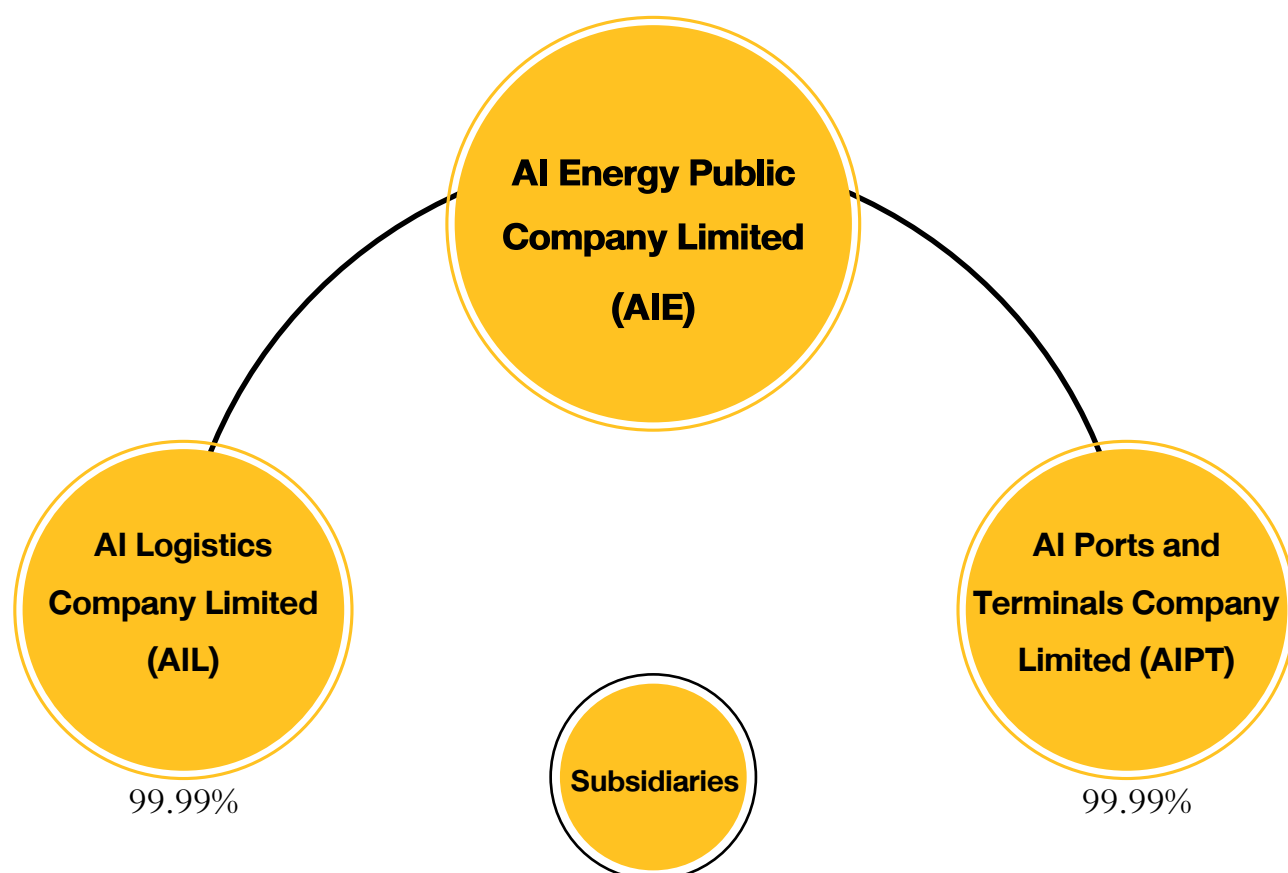 AI Energy Public
Company Limited
(AIE)
AI Logistics
Company Limited
(AIL)
99.99%
AI Ports and
Terminals Company
Limited (AIPT)
99.99%
Subsidiaries